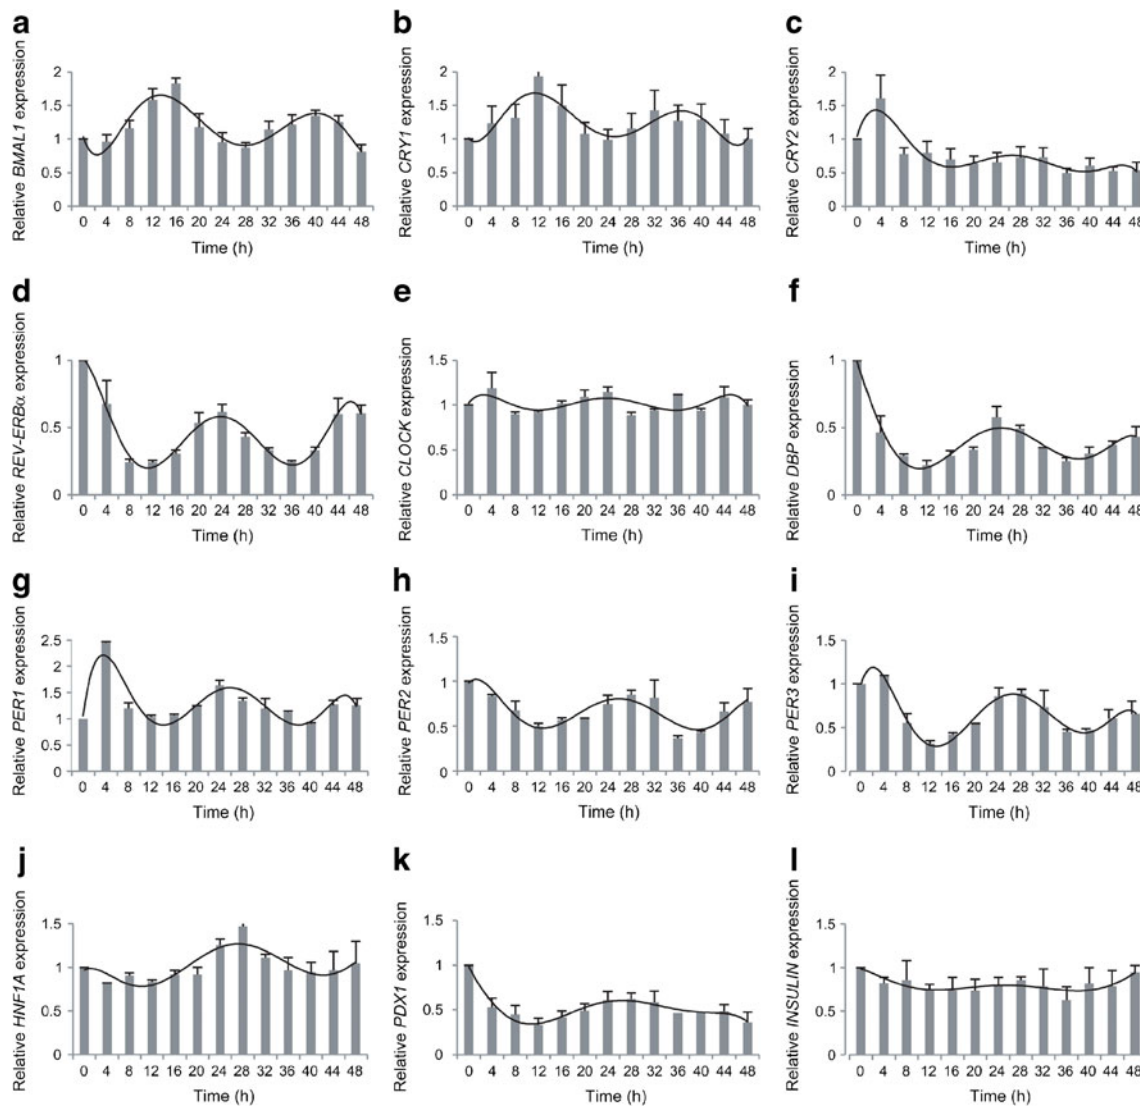 a
b
c
Relative BMAL1 expression
2
1.5
1
0.5
0
0 4 8 12 16 20 24 28 32 36 40 44 48
Time (h)
Relative CRY1 expression
2
1.5
1
0.5
0
0 4 8 12 16 20 24 28 32 36 40 44 48
Time (h)
Relative CRY2 expression
2
1.5
1
0.5
0
0 4 8 12 16 20 24 28 32 36 40 44 48
Time (h)
d
e
f
Relative REV-ERBα expression
1
0.5
0
0 4 8 12 16 20 24 28 32 36 40 44 48
Time (h)
Relative CLOCK expression
1.5
1
0.5
0
0 4 8 12 16 20 24 28 32 36 40 44 48
Time (h)
Relative DBP expression
1
0.5
0
0 4 8 12 16 20 24 28 32 36 40 44 48
Time (h)
g
h
i
Relative PER1 expression
2.5
2
1.5
1
0.5
0
0 4 8 12 16 20 24 28 32 36 40 44 48
Time (h)
Relative PER2 expression
1.5
1
0.5
0
0 4 8 12 16 20 24 28 32 36 40 44 48
Time (h)
Relative PER3 expression
1.5
1
0.5
0
0 4 8 12 16 20 24 28 32 36 40 44 48
Time (h)
j
k
l
Relative HNF1A expression
1.5
1
0.5
0
0 4 8 12 16 20 24 28 32 36 40 44 48
Time (h)
Relative PDX1 expression
1.5
1
0.5
0
0 4 8 12 16 20 24 28 32 36 40 44 48
Time (h)
Relative INSULIN expression
1.5
1
0.5
0
0 4 8 12 16 20 24 28 32 36 40 44 48
Time (h)